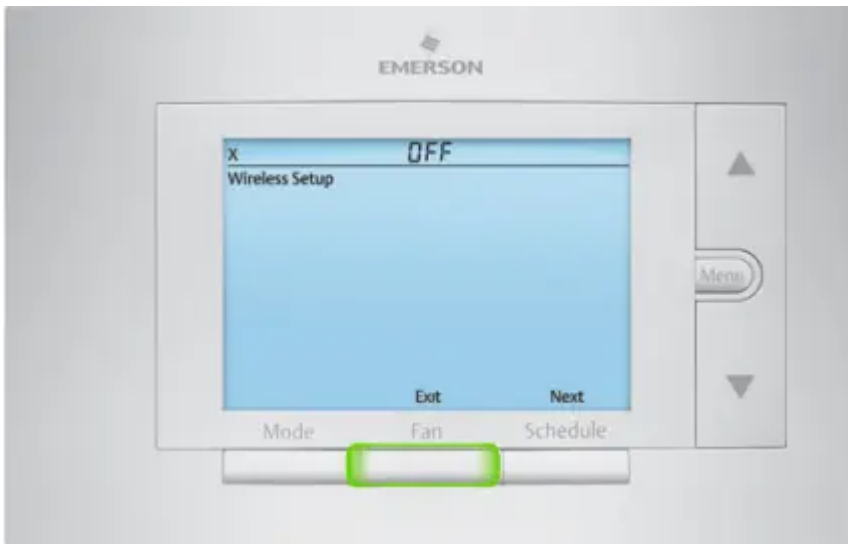 EMERSON
X OFF
Wireless Setup
Exit Next
Mode Fan Schedule
Menu